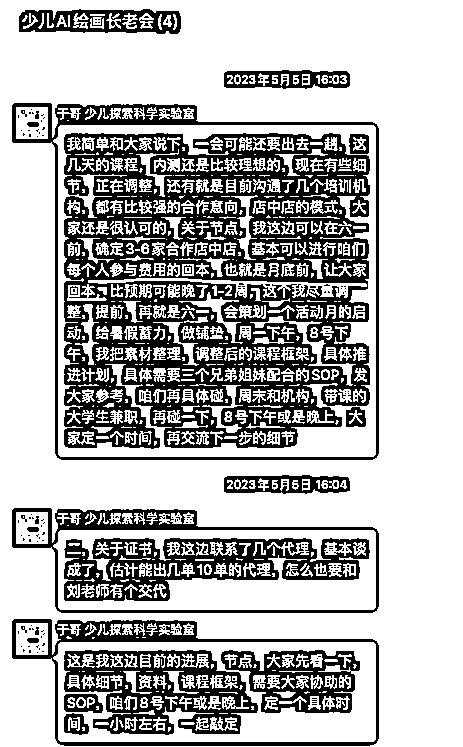 少儿AI绘画长老会(4)
2023年5月5日 16:03
于哥 少儿探索科学实验室
我简单和大家说下，一会可能还要出去一趟，这
几天的课程，内测还是比较理想的，现在有些细
节，正在调整，还有就是目前沟通了几个培训机
构，都有比较强的合作意向，店中店的模式，大
家还是很认可的，关于节点，我这边可以在六一
前，确定3-6家合作店中店，基本可以进行咱们
每个人参与费用的回本，也就是月底前，让大家
回本，比预期可能晚了1-2周，这个我尽量调
整，提前，再就是六一，会策划一个活动月的启
动，给暑假蓄力，做铺垫，周一下午，8号下
午，我把素材整理，调整后的课程框架，具体推
进计划，具体需要三个兄弟姐妹配合的SOP，发
大家参考，咱们再具体碰，周末和机构，带课的
大学生兼职，再碰一下，8号下午或是晚上，大
家定一个时间，再交流下一步的细节
2023年5月5日 16:04
于哥 少儿探索科学实验室
二，关于证书，我这边联系了几个代理，基本谈
成了，估计能出几单10单的代理，怎么也要和
刘老师有个交代
于哥 少儿探索科学实验室
这是我这边目前的进展，节点，大家先看一下，
具体细节，资料，课程框架，需要大家协助的
SOP，咱们8号下午或是晚上，定一个具体时
间，一小时左右，一起敲定